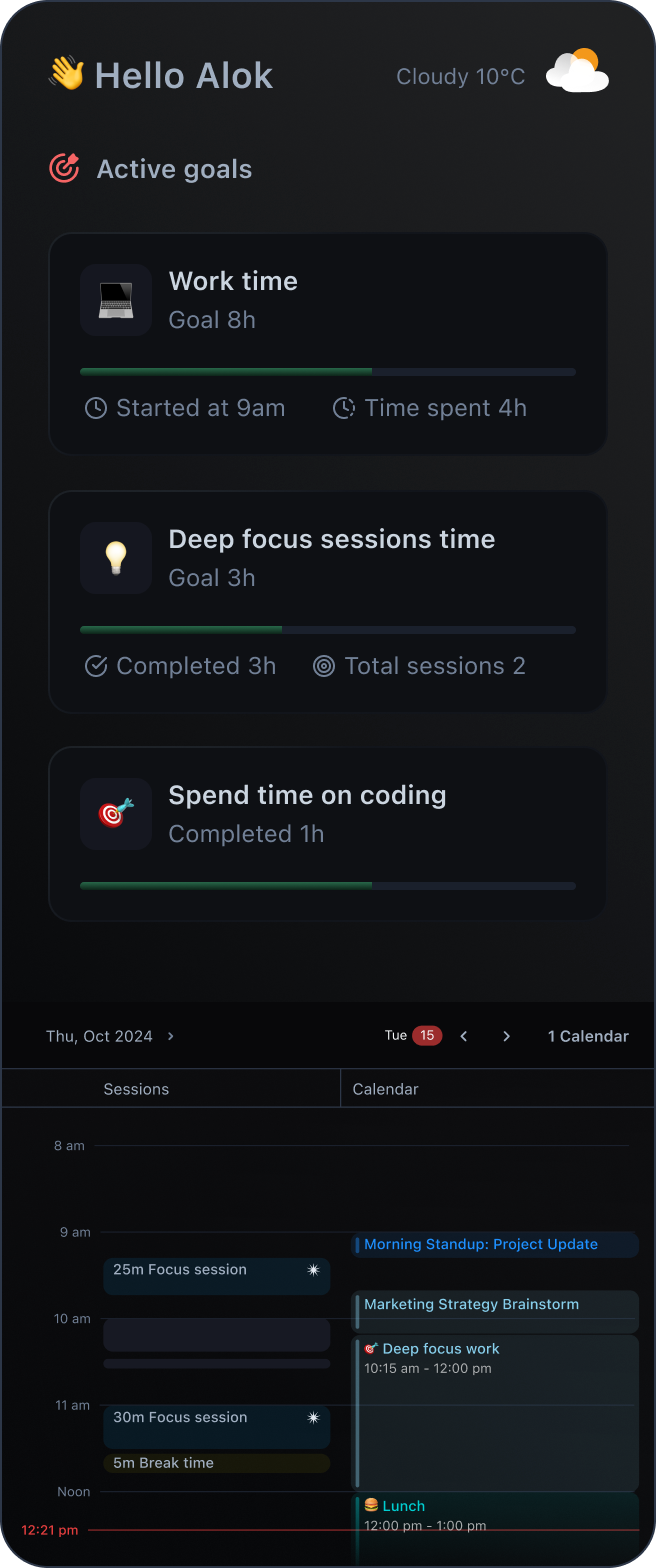 Hello Alok
Cloudy 10°C
Active goals
Work time
Goal 8h
Started at 9am
Time spent 4h
Deep focus sessions time
Goal 3h
Completed 3h
Total sessions 2
Spend time on coding
Completed 1h
Thu, Oct 2024
Tue 15
1 Calendar
Sessions
Calendar
8 am
9 am
Morning Standup: Project Update
25m Focus session
Marketing Strategy Brainstorm
10 am
Deep focus work
10:15 am - 12:00 pm
11 am
30m Focus session
5m Break time
Noon
Lunch
12:00 pm - 1:00 pm
12:21 pm